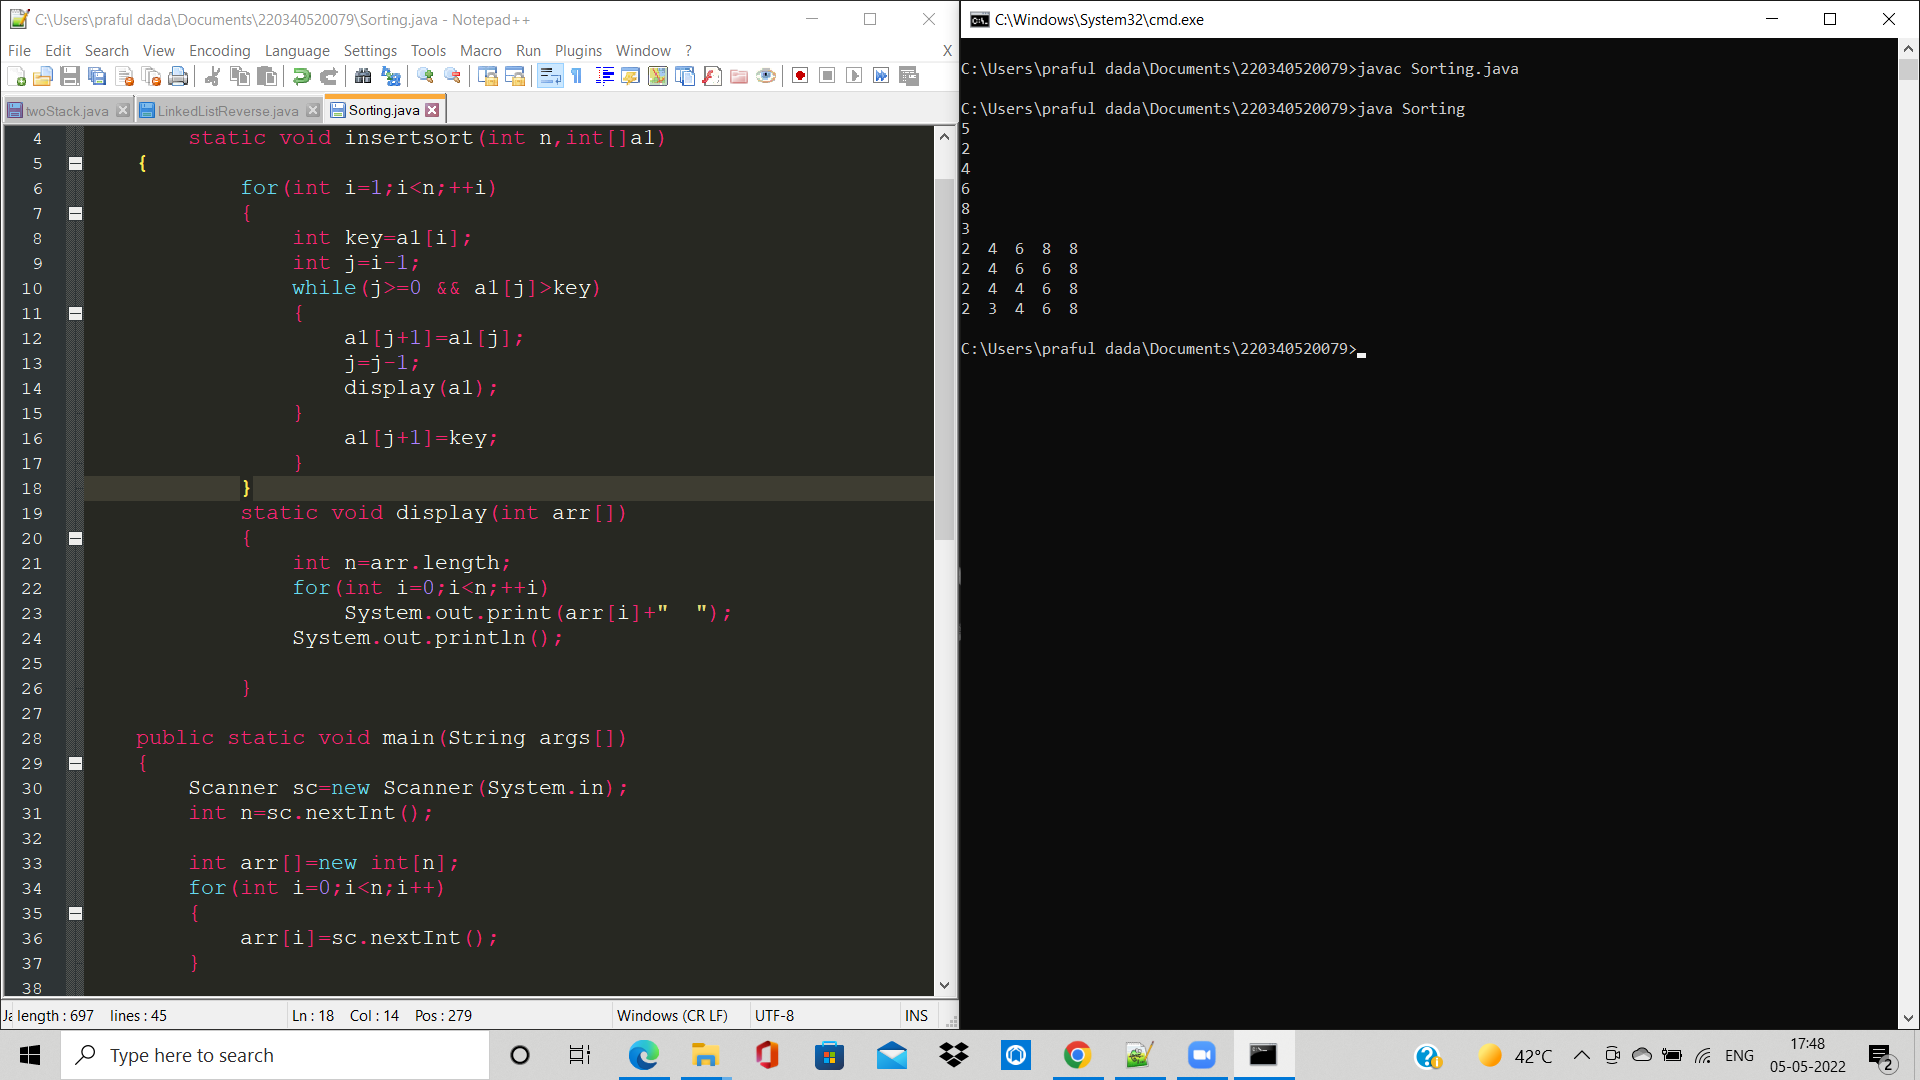 C:\Users\praful dada\Documents\220340520079\Sorting.java - Notepad++
File Edit Search View Encoding Language Settings Tools Macro Run Plugins Window ? X
twoStack.java LinkedListReverse.java Sorting.java
4 static void insertsort(int n,int[]a1)
5 {
6 for(int i=1;i<n;++i)
7 {
8 int key=a1[i];
9 int j=i-1;
10 while(j>=0 && a1[j]>key)
11 {
12 a1[j+1]=a1[j];
13 j=j-1;
14 display(a1);
15 }
16 a1[j+1]=key;
17 }
18 }
19 static void display(int arr[])
20 {
21 int n=arr.length;
22 for(int i=0;i<n;++i)
23 System.out.print(arr[i]+"  ");
24 System.out.println();
25
26 }
27
28 public static void main(String args[])
29 {
30 Scanner sc=new Scanner(System.in);
31 int n=sc.nextInt();
32
33 int arr[]=new int[n];
34 for(int i=0;i<n;i++)
35 {
36 arr[i]=sc.nextInt();
37 }
38
Ja length : 697 lines : 45 Ln : 18 Col : 14 Pos : 279 Windows (CR LF) UTF-8 INS
C:\Windows\System32\cmd.exe
C:\Users\praful dada\Documents\220340520079>javac Sorting.java
C:\Users\praful dada\Documents\220340520079>java Sorting
5
2
4
6
8
3
2  4  6  8  8
2  4  6  6  8
2  4  4  6  8
2  3  4  6  8
C:\Users\praful dada\Documents\220340520079>
Type here to search
42°C ENG 17:48
05-05-2022 2